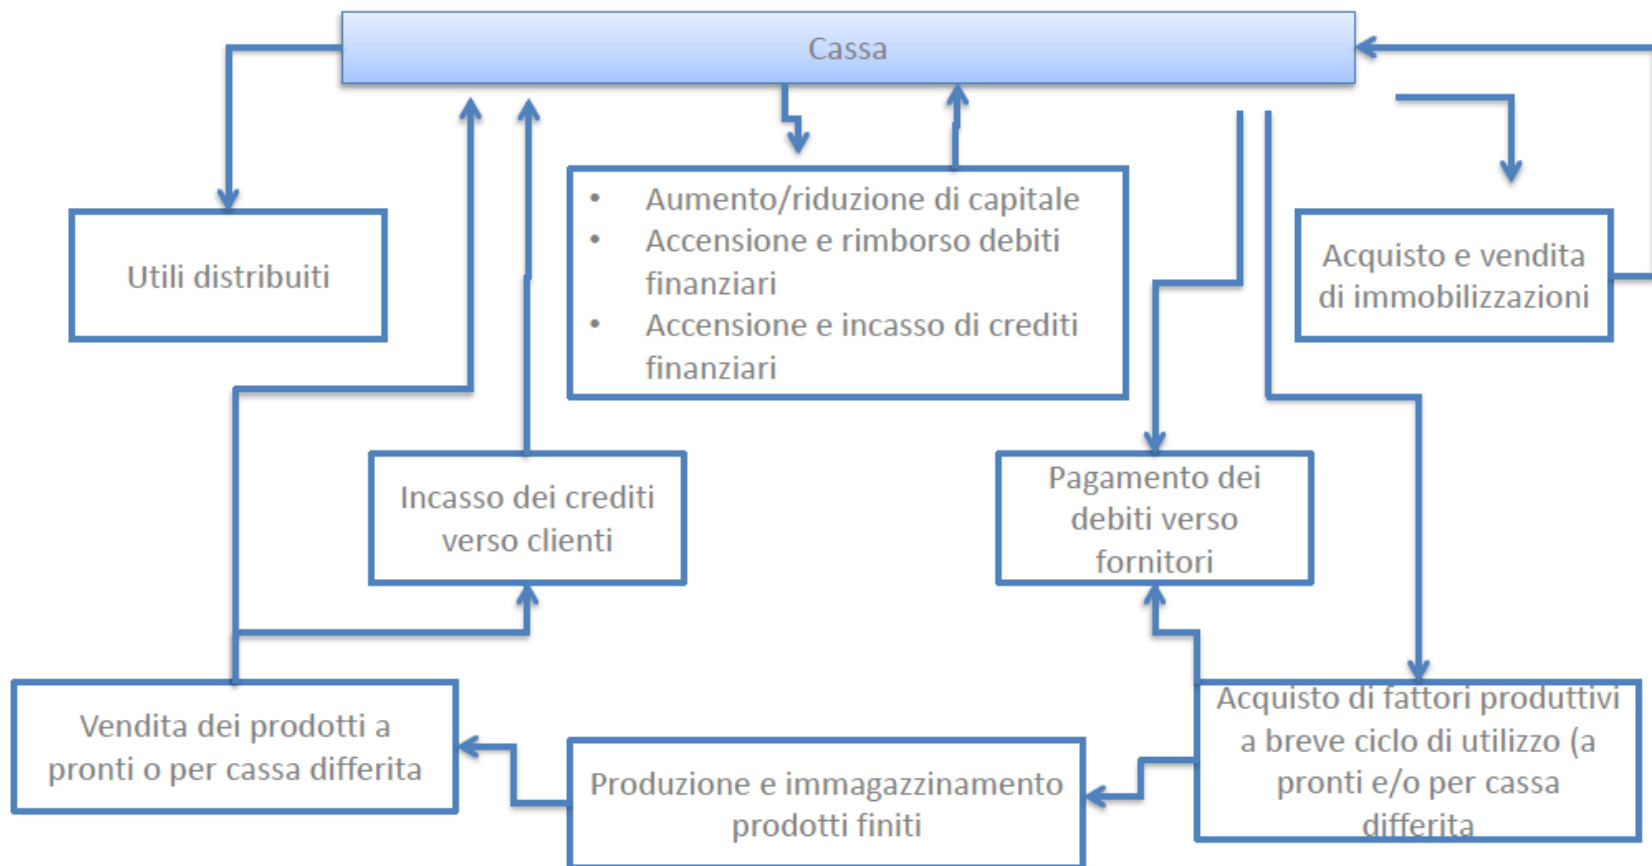 Cassa
• Aumento/riduzione di capitale
• Accensione e rimborso debiti
finanziari
• Accensione e incasso di crediti
finanziari
Utili distribuiti
Acquisto e vendita
di immobilizzazioni
Incasso dei crediti
verso clienti
Pagamento dei
debiti verso
fornitori
Vendita dei prodotti a
pronti o per cassa differita
Produzione e immagazzinamento
prodotti finiti
Acquisto di fattori produttivi
a breve ciclo di utilizzo (a
pronti e/o per cassa
differita